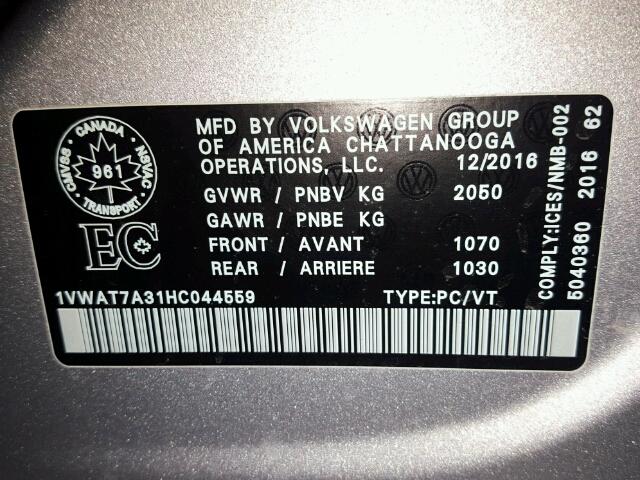 MFD BY VOLKSWAGEN GROUP
OF AMERICA CHATTANOOGA
OPERATIONS, LLC. 12/2016
GVWR / PNBV KG 2050
GAWR / PNBE KG
FRONT / AVANT 1070
REAR / ARRIERE 1030
CANADA
CMVSS
NSVAC
961
TRANSPORT
EC
1VWAT7A31HC044559 TYPE:PC/VT
COMPLY:ICES/NMB-002
5040360 2016 62